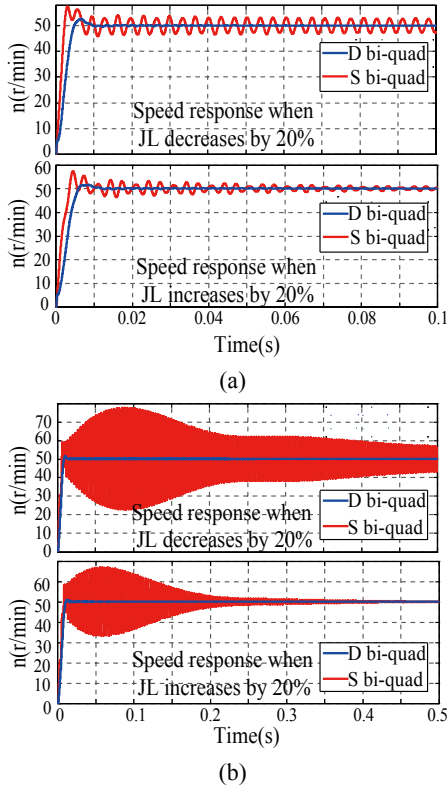 n(r/min)
50
40
30
20
10
0
D bi-quad
S bi-quad
Speed response when
JL decreases by 20%
n(r/min)
60
50
40
30
20
10
0
D bi-quad
S bi-quad
Speed response when
JL increases by 20%
0 0.02 0.04 0.06 0.08 0.1
Time(s)
(a)
n(r/min)
70
60
50
40
30
20
10
0
D bi-quad
S bi-quad
Speed response when
JL decreases by 20%
n(r/min)
60
50
40
30
20
10
0
D bi-quad
S bi-quad
Speed response when
JL increases by 20%
0 0.1 0.2 0.3 0.4 0.5
Time(s)
(b)